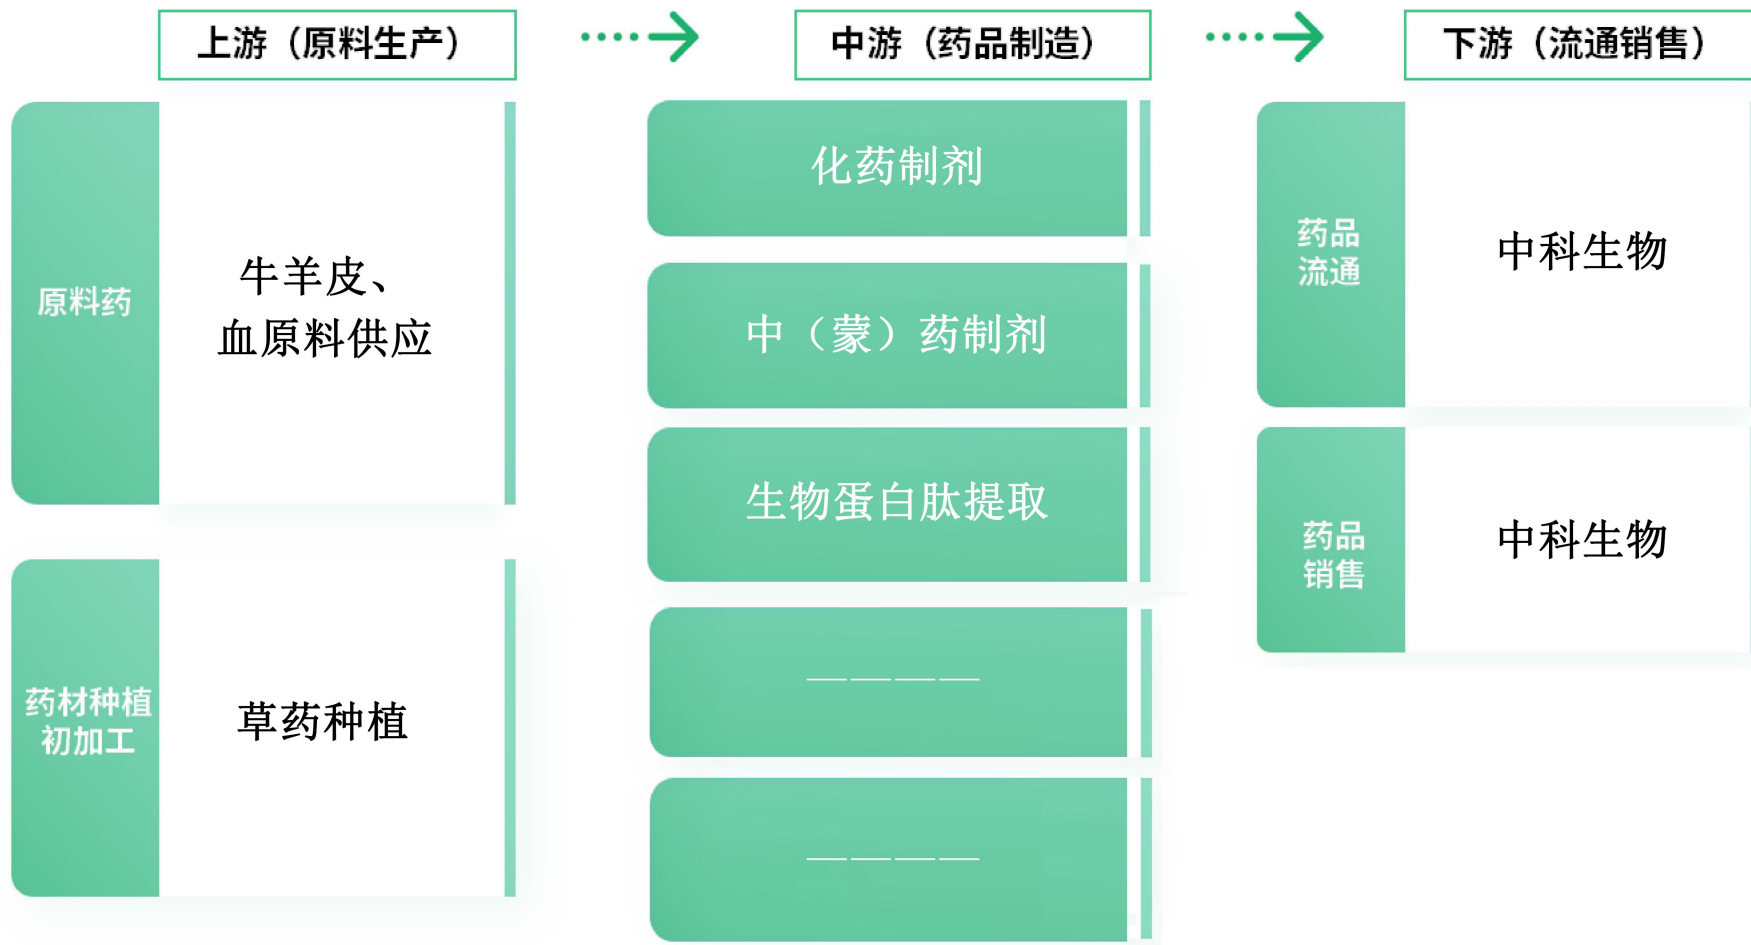 上游（原料生产）
中游（药品制造）
下游（流通销售）
原料药
牛羊皮、
血原料供应
药材种植
初加工
草药种植
化药制剂
中（蒙）药制剂
生物蛋白肽提取
————
————
药品
流通
中科生物
药品
销售
中科生物